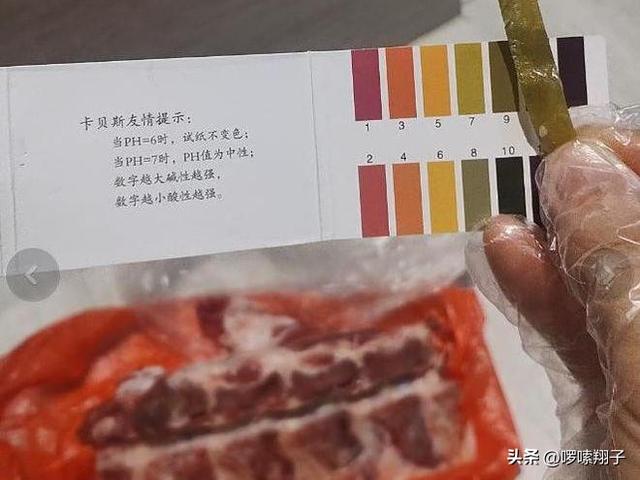 卡贝斯友情提示：
当PH=6时，试纸不变色；
当PH=7时，PH值为中性；
数字越大碱性越强，
数字越小酸性越强。
1 3 5 7 9
2 4 6 8 10
头条 @啰嗦翔子